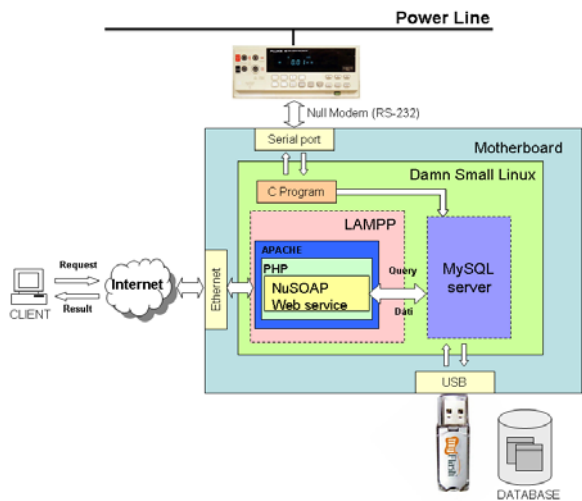 Power Line
Null Modem (RS-232)
Serial port
Motherboard
Damn Small Linux
C Program
LAMPP
APACHE
PHP
NuSOAP
Web service
Query
Dati
MySQL
server
Ethernet
Internet
Request
Result
CLIENT
USB
DATABASE